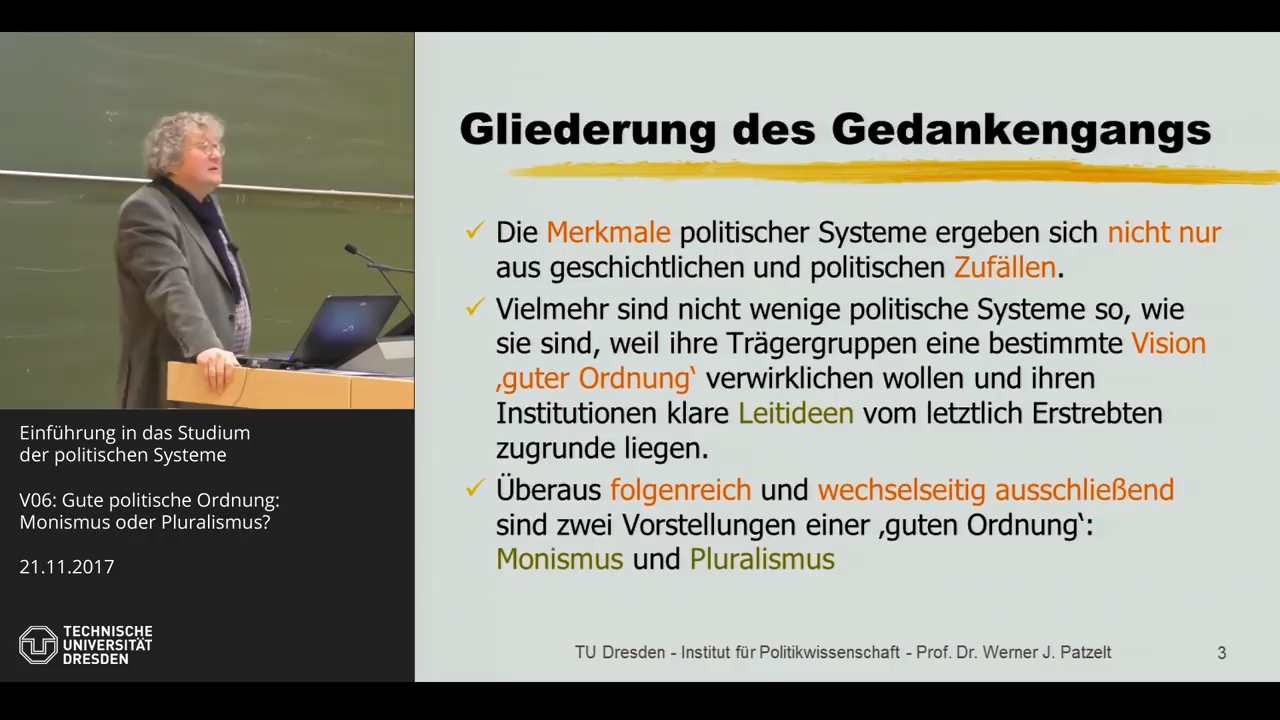 Gliederung des Gedankengangs
Die Merkmale politischer Systeme ergeben sich nicht nur
aus geschichtlichen und politischen Zufällen.
Vielmehr sind nicht wenige politische Systeme so, wie
sie sind, weil ihre Trägergruppen eine bestimmte Vision
‚guter Ordnung‘ verwirklichen wollen und ihren
Institutionen klare Leitideen vom letztlich Erstrebten
zugrunde liegen.
Überaus folgenreich und wechselseitig ausschließend
sind zwei Vorstellungen einer ‚guten Ordnung‘:
Monismus und Pluralismus
TU Dresden - Institut für Politikwissenschaft - Prof. Dr. Werner J. Patzelt
3
Einführung in das Studium
der politischen Systeme
V06: Gute politische Ordnung:
Monismus oder Pluralismus?
21.11.2017
TECHNISCHE
UNIVERSITÄT
DRESDEN